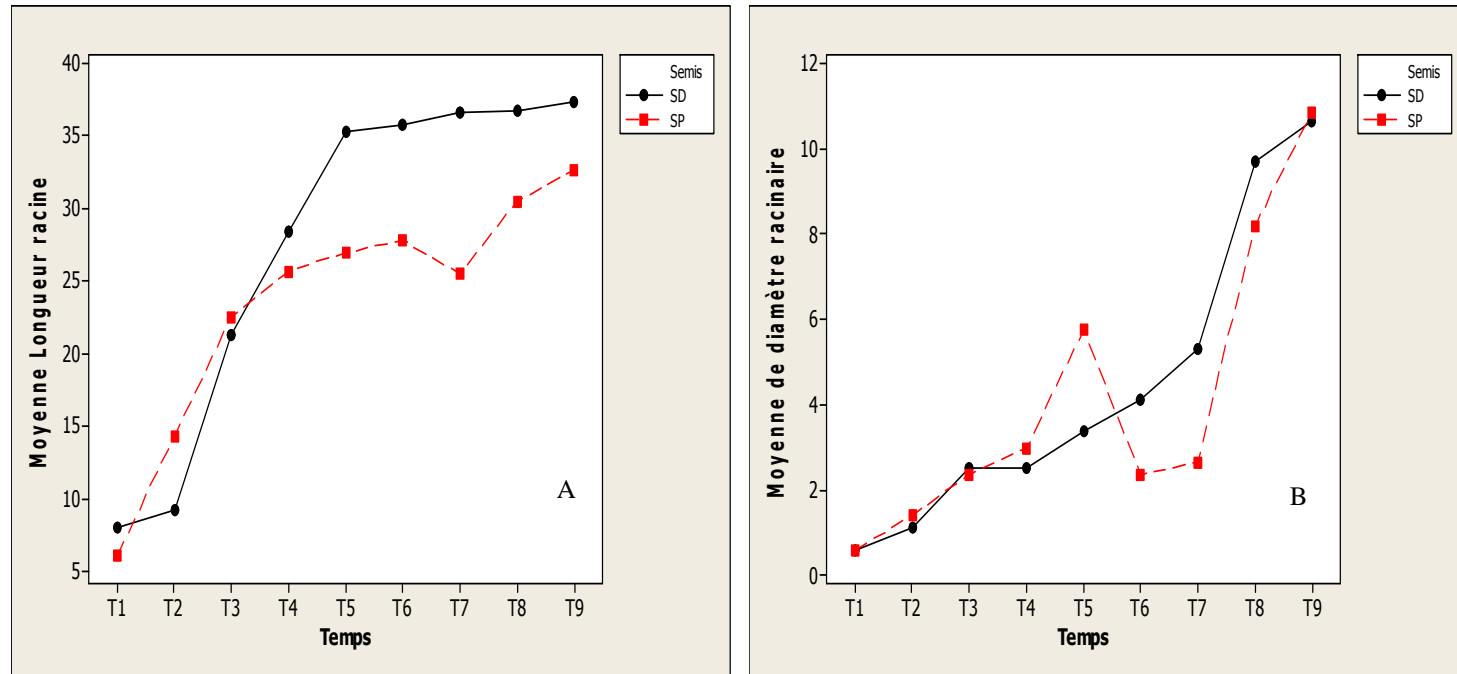 Moyenne Longueur racine
40
35
30
25
20
15
10
5
T1 T2 T3 T4 T5 T6 T7 T8 T9
Temps
A
Semis
SD
SP
Moyenne de diamètre racinaire
12
10
8
6
4
2
0
T1 T2 T3 T4 T5 T6 T7 T8 T9
Temps
B
Semis
SD
SP